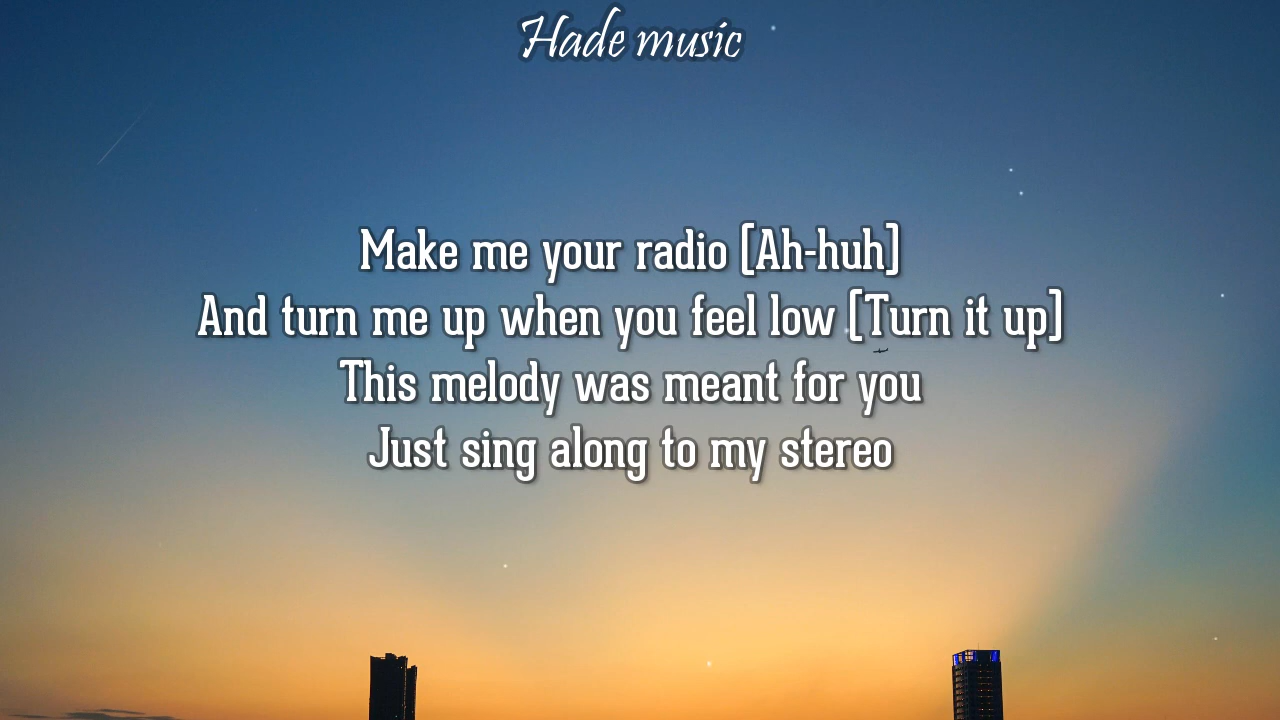 Hade music
Make me your radio [Ah-huh]
And turn me up when you feel low [Turn it up]
This melody was meant for you
Just sing along to my stereo